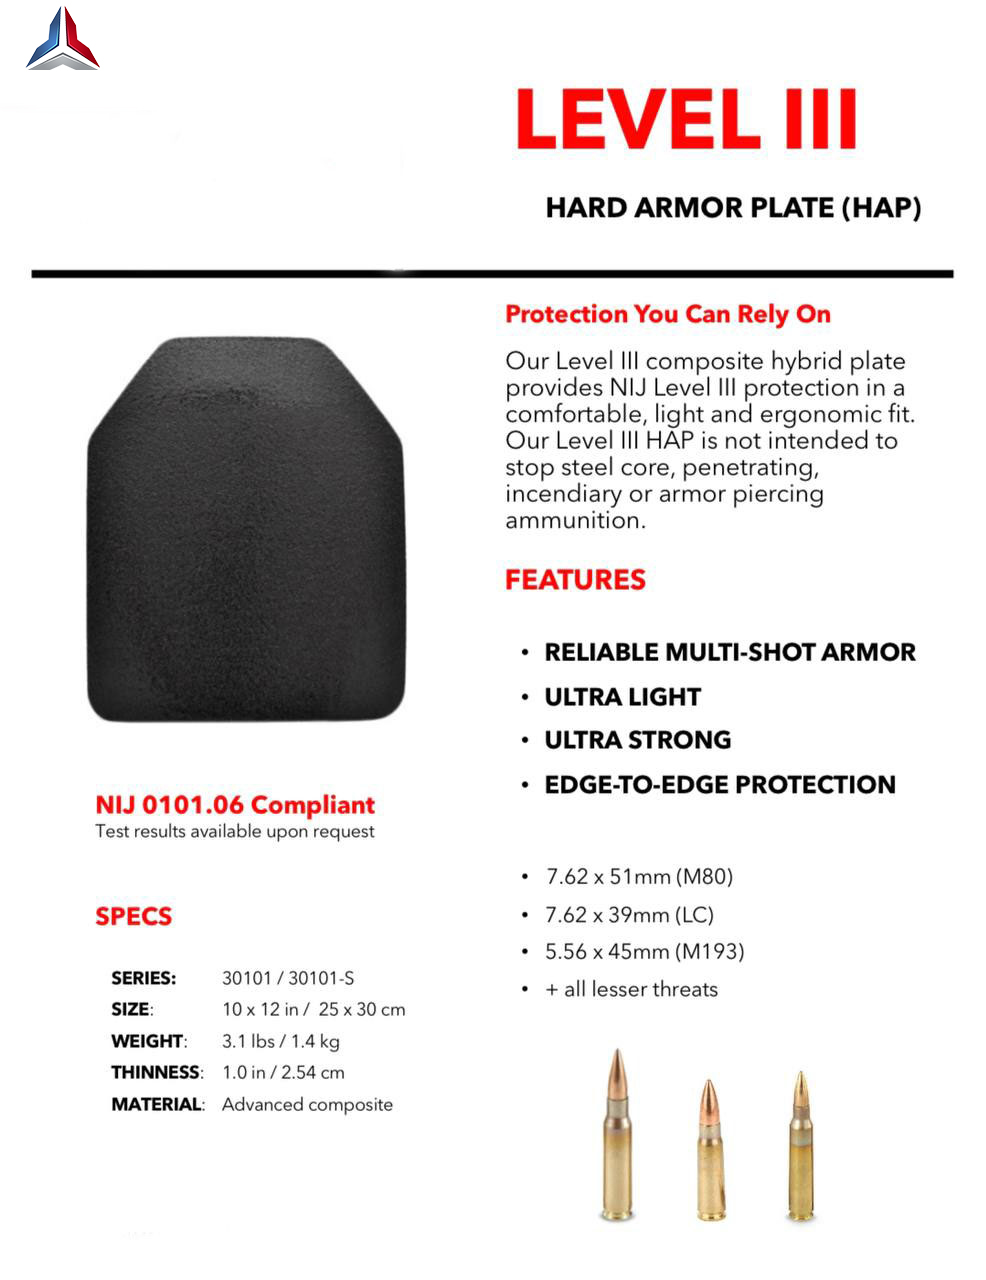 LEVEL III
HARD ARMOR PLATE (HAP)
Protection You Can Rely On
Our Level III composite hybrid plate
provides NIJ Level III protection in a
comfortable, light and ergonomic fit.
Our Level III HAP is not intended to
stop steel core, penetrating,
incendiary or armor piercing
ammunition.
FEATURES
• RELIABLE MULTI-SHOT ARMOR
• ULTRA LIGHT
• ULTRA STRONG
• EDGE-TO-EDGE PROTECTION
• 7.62 x 51mm (M80)
• 7.62 x 39mm (LC)
• 5.56 x 45mm (M193)
• + all lesser threats
NIJ 0101.06 Compliant
Test results available upon request
SPECS
SERIES: 30101 / 30101-S
SIZE: 10 x 12 in / 25 x 30 cm
WEIGHT: 3.1 lbs / 1.4 kg
THINNESS: 1.0 in / 2.54 cm
MATERIAL: Advanced composite